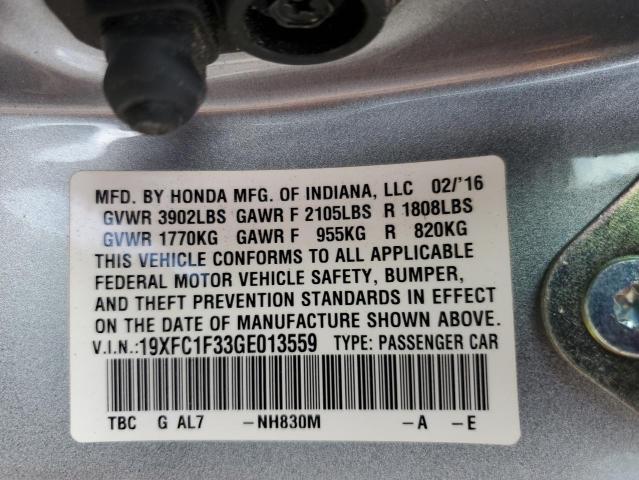 MFD. BY HONDA MFG. OF INDIANA, LLC 02/'16
GVWR 3902LBS GAWR F 2105LBS R 1808LBS
GVWR 1770KG GAWR F 955KG R 820KG
THIS VEHICLE CONFORMS TO ALL APPLICABLE
FEDERAL MOTOR VEHICLE SAFETY, BUMPER,
AND THEFT PREVENTION STANDARDS IN EFFECT
ON THE DATE OF MANUFACTURE SHOWN ABOVE.
V.I.N.:19XFC1F33GE013559 TYPE: PASSENGER CAR
TBC G AL7 -NH830M -A -E